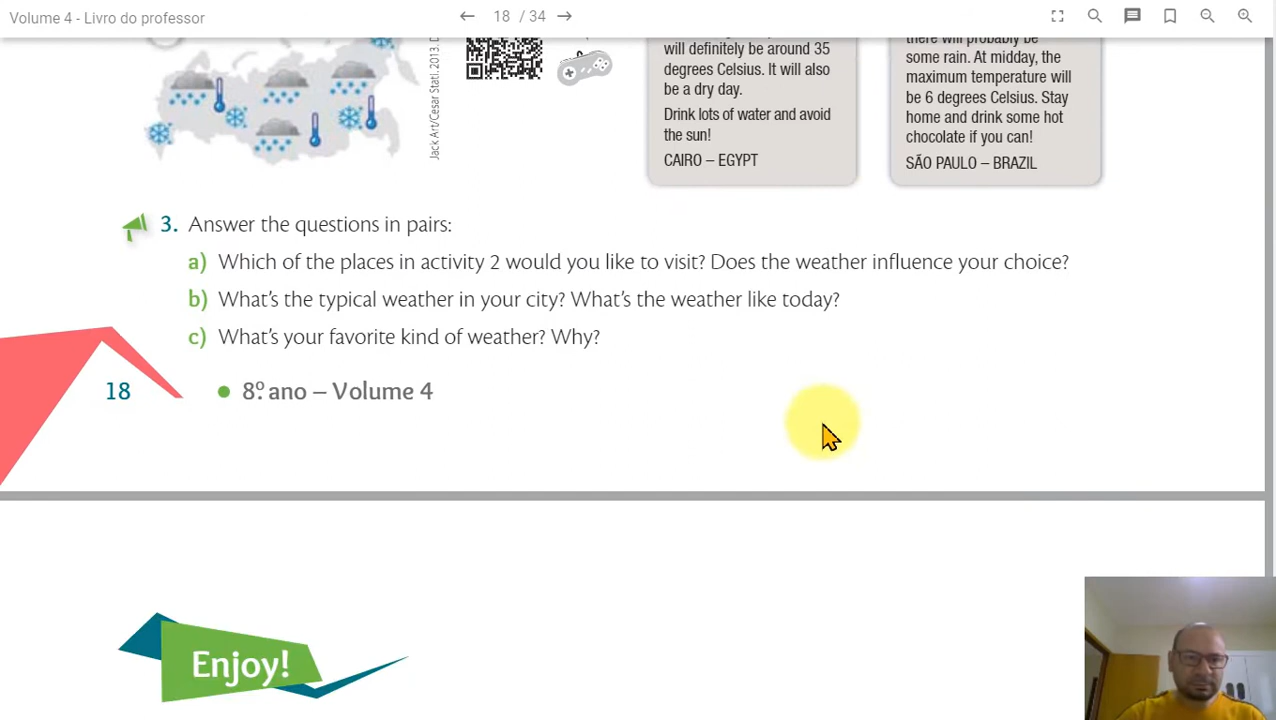 Volume 4 - Livro do professor
18 / 34
Jack Art/Cesar Stati. 2013. D
will definitely be around 35
degrees Celsius. It will also
be a dry day.
Drink lots of water and avoid
the sun!
CAIRO – EGYPT
there will probably be
some rain. At midday, the
maximum temperature will
be 6 degrees Celsius. Stay
home and drink some hot
chocolate if you can!
SÃO PAULO – BRAZIL
3. Answer the questions in pairs:
a) Which of the places in activity 2 would you like to visit? Does the weather influence your choice?
b) What's the typical weather in your city? What's the weather like today?
c) What's your favorite kind of weather? Why?
18
8º. ano – Volume 4
Enjoy!